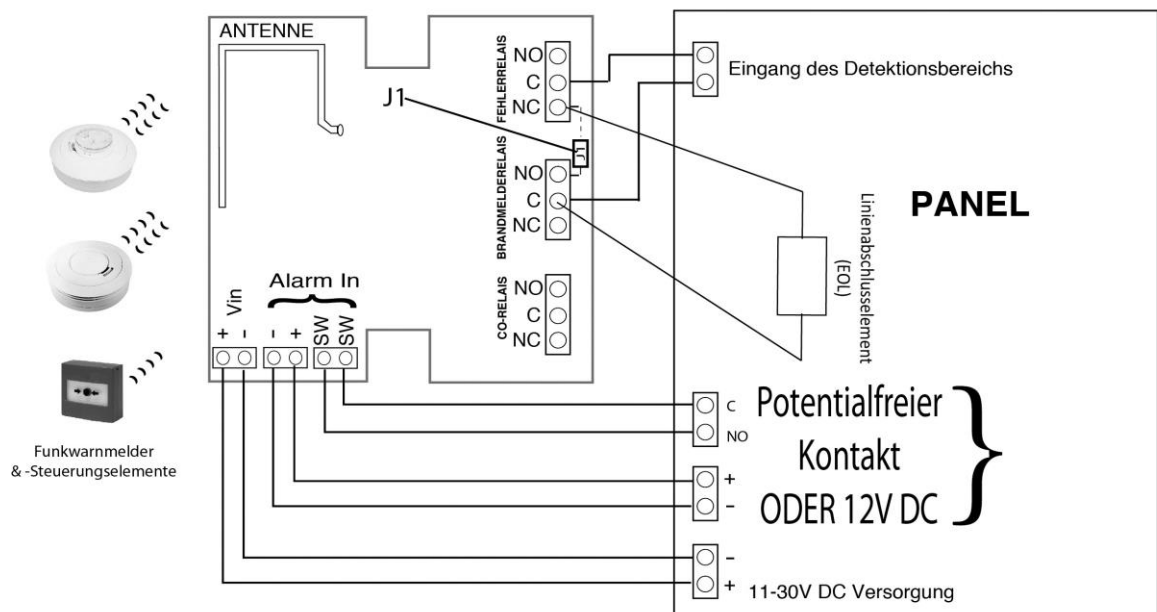 ANTENNE
J1
FEHLERRELAIS
NO
C
NC
J1
BRANDMELDERELAIS
NO
C
NC
CO-RELAIS
NO
C
NC
Vin
+
-
Alarm In
-
+
SW
SW
Funkwarnmelder
& -Steuerungselemente
Eingang des Detektionsbereichs
PANEL
Linienabschlusselement
(EOL)
C
NO
Potentialfreier
Kontakt
ODER 12V DC
+
-
-
+
11-30V DC Versorgung